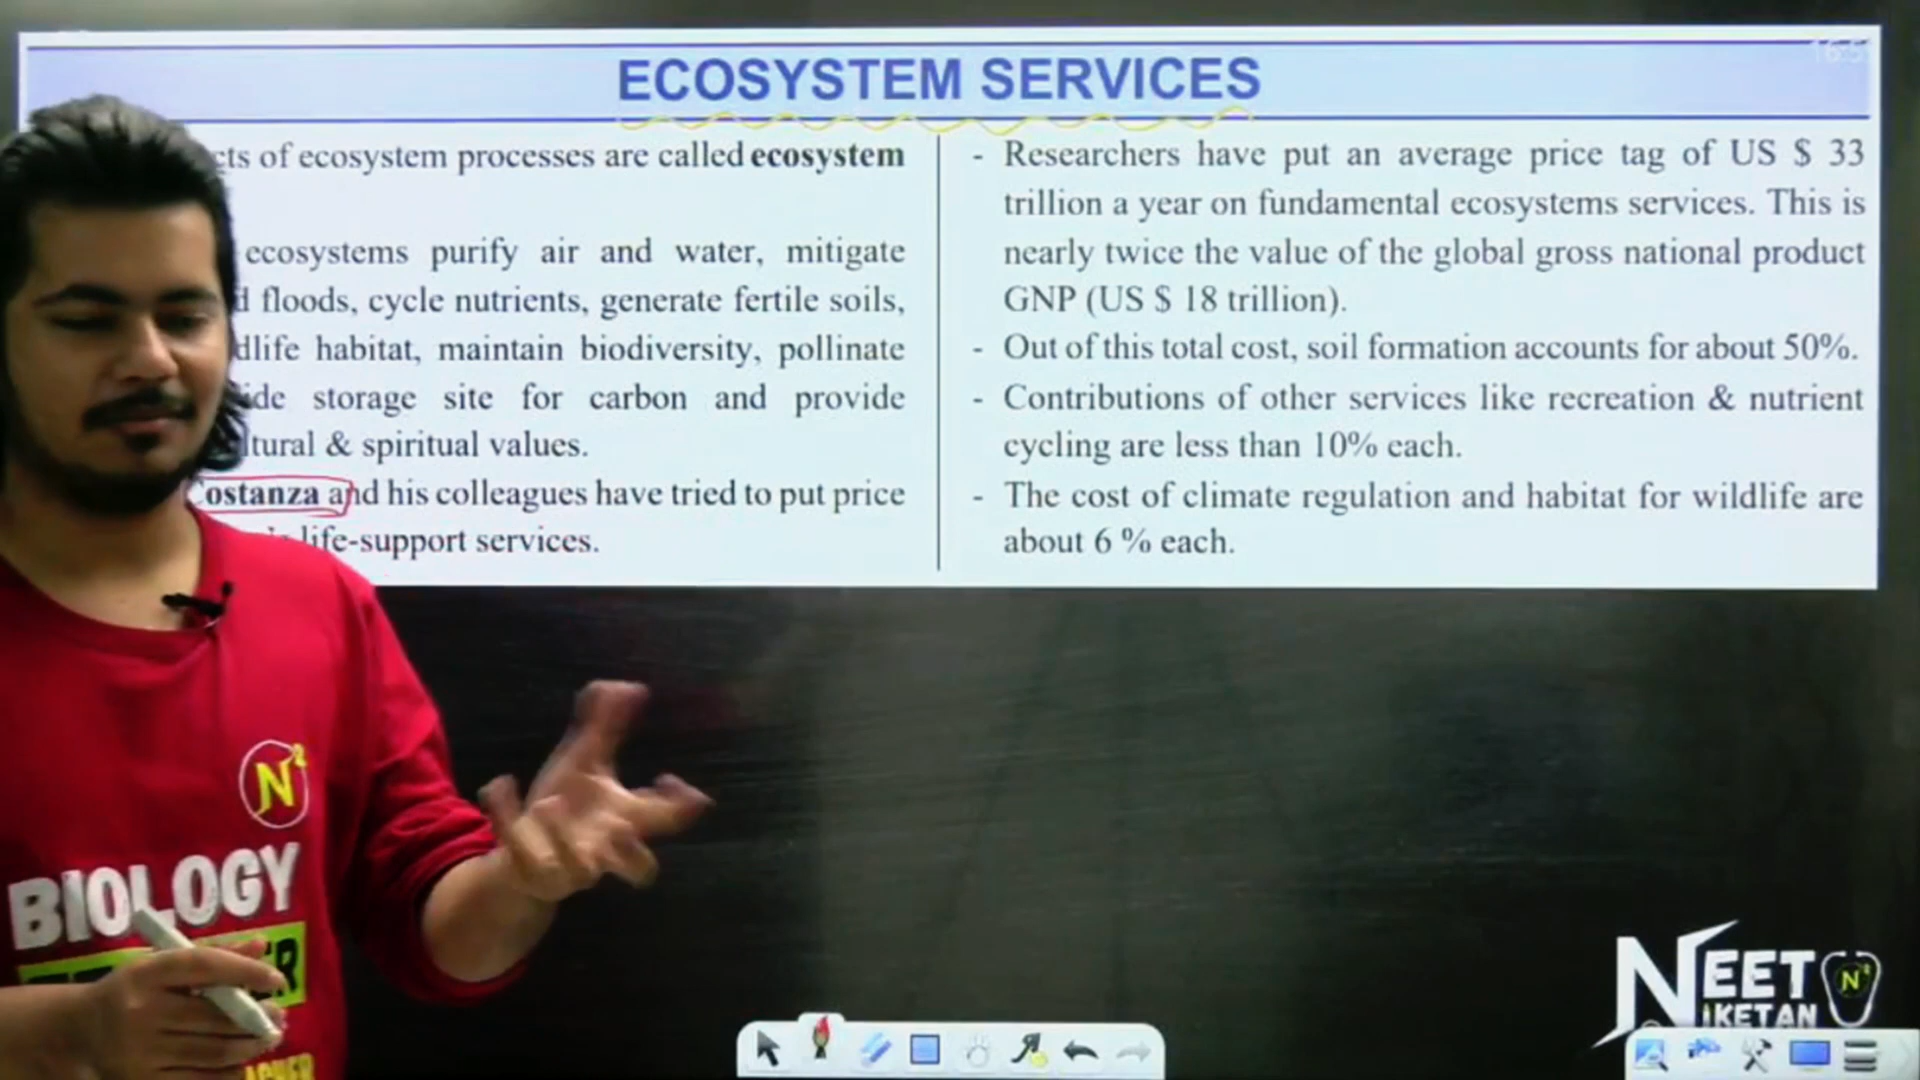 ECOSYSTEM SERVICES
of ecosystem processes are called ecosystem
ecosystems purify air and water, mitigate
floods, cycle nutrients, generate fertile soils,
habitat, maintain biodiversity, pollinate
storage site for carbon and provide
& spiritual values.
Costanza and his colleagues have tried to put price
life-support services.
- Researchers have put an average price tag of US $ 33
trillion a year on fundamental ecosystems services. This is
nearly twice the value of the global gross national product
GNP (US $ 18 trillion).
- Out of this total cost, soil formation accounts for about 50%.
- Contributions of other services like recreation & nutrient
cycling are less than 10% each.
- The cost of climate regulation and habitat for wildlife are
about 6 % each.
N²
BIOLOGY
NEET
NIKETAN
N²